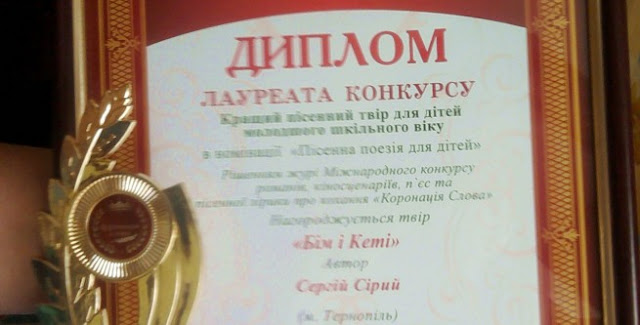 ДИПЛОМ
ЛАУРЕАТА КОНКУРСУ
Кращий пісенний твір для дітей
молодшого шкільного віку
в номінації «Пісенна поезія для дітей»
Рішенням журі Міжнародного конкурсу
романів, кіносценаріїв, п`єс та
пісенної лірики про кохання «Коронація Слова»
Нагороджується твір
«Бім і Кеті»
Автор
Сергій Сірий
(м. Тернопіль)